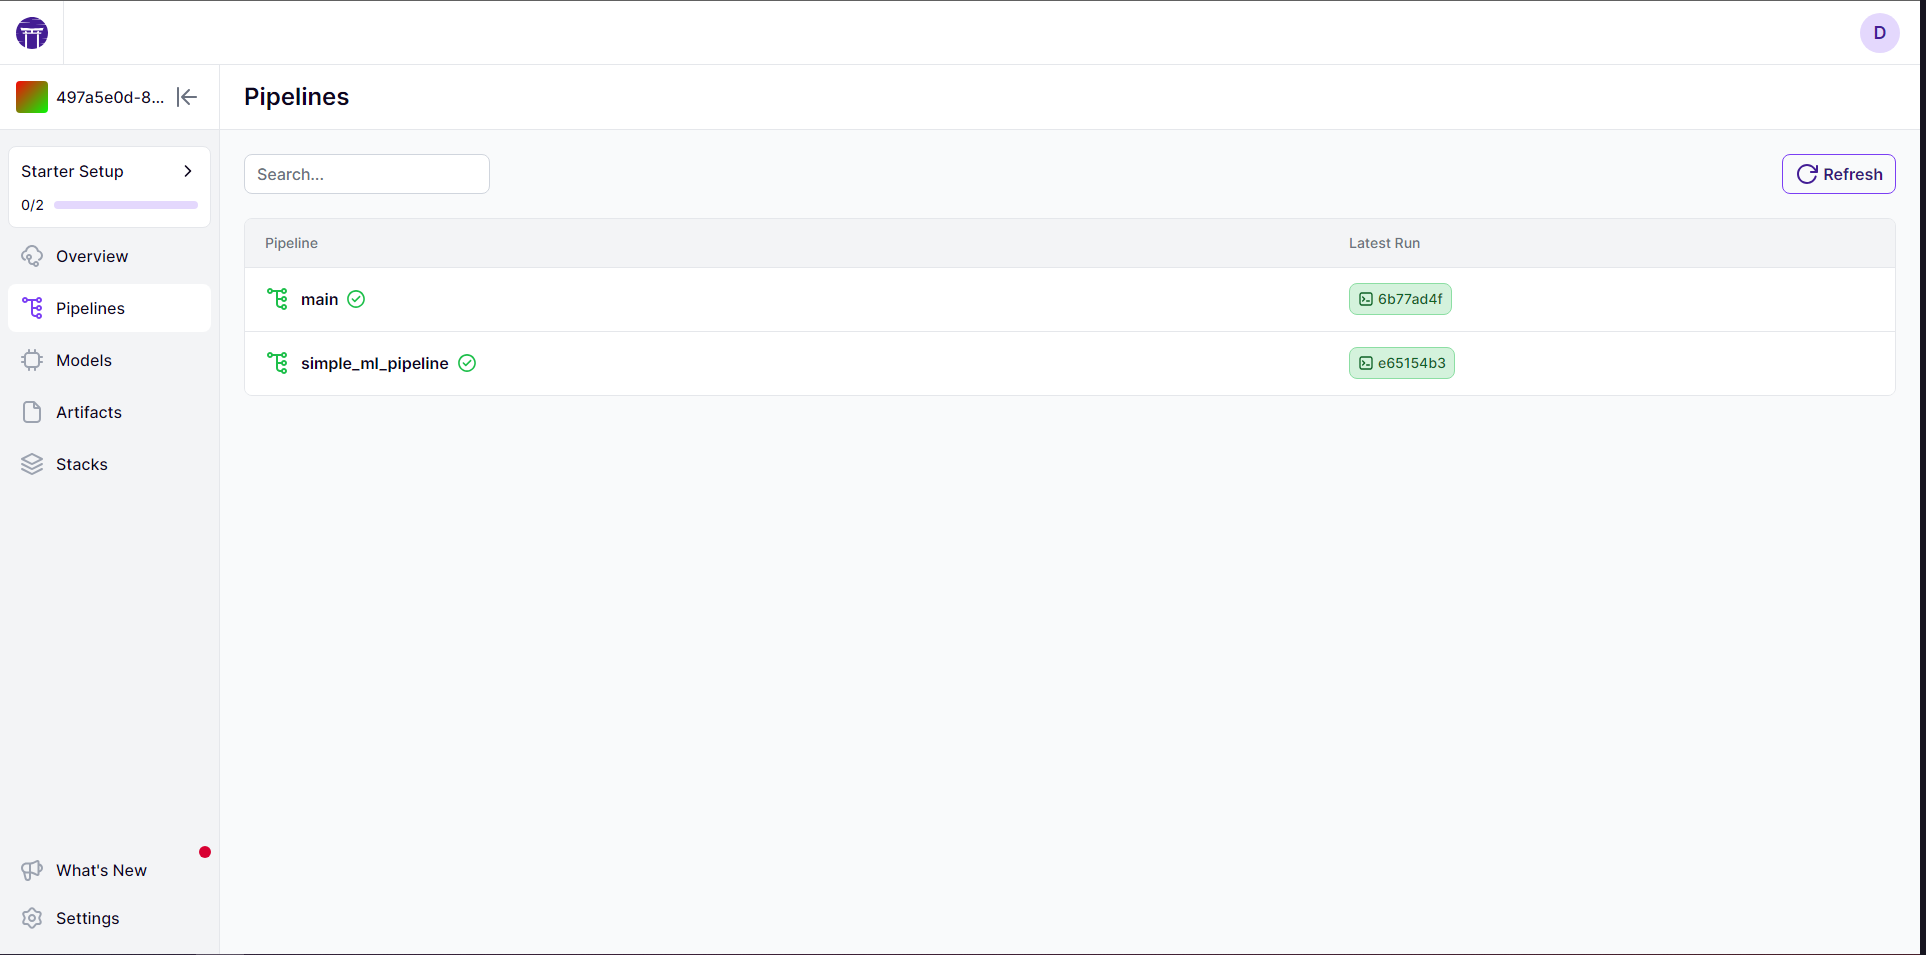 D
497a5e0d-8...
Pipelines
Starter Setup
0/2
Overview
Pipelines
Models
Artifacts
Stacks
What's New
Settings
Search...
Refresh
Pipeline Latest Run
main 6b77ad4f
simple_ml_pipeline e65154b3